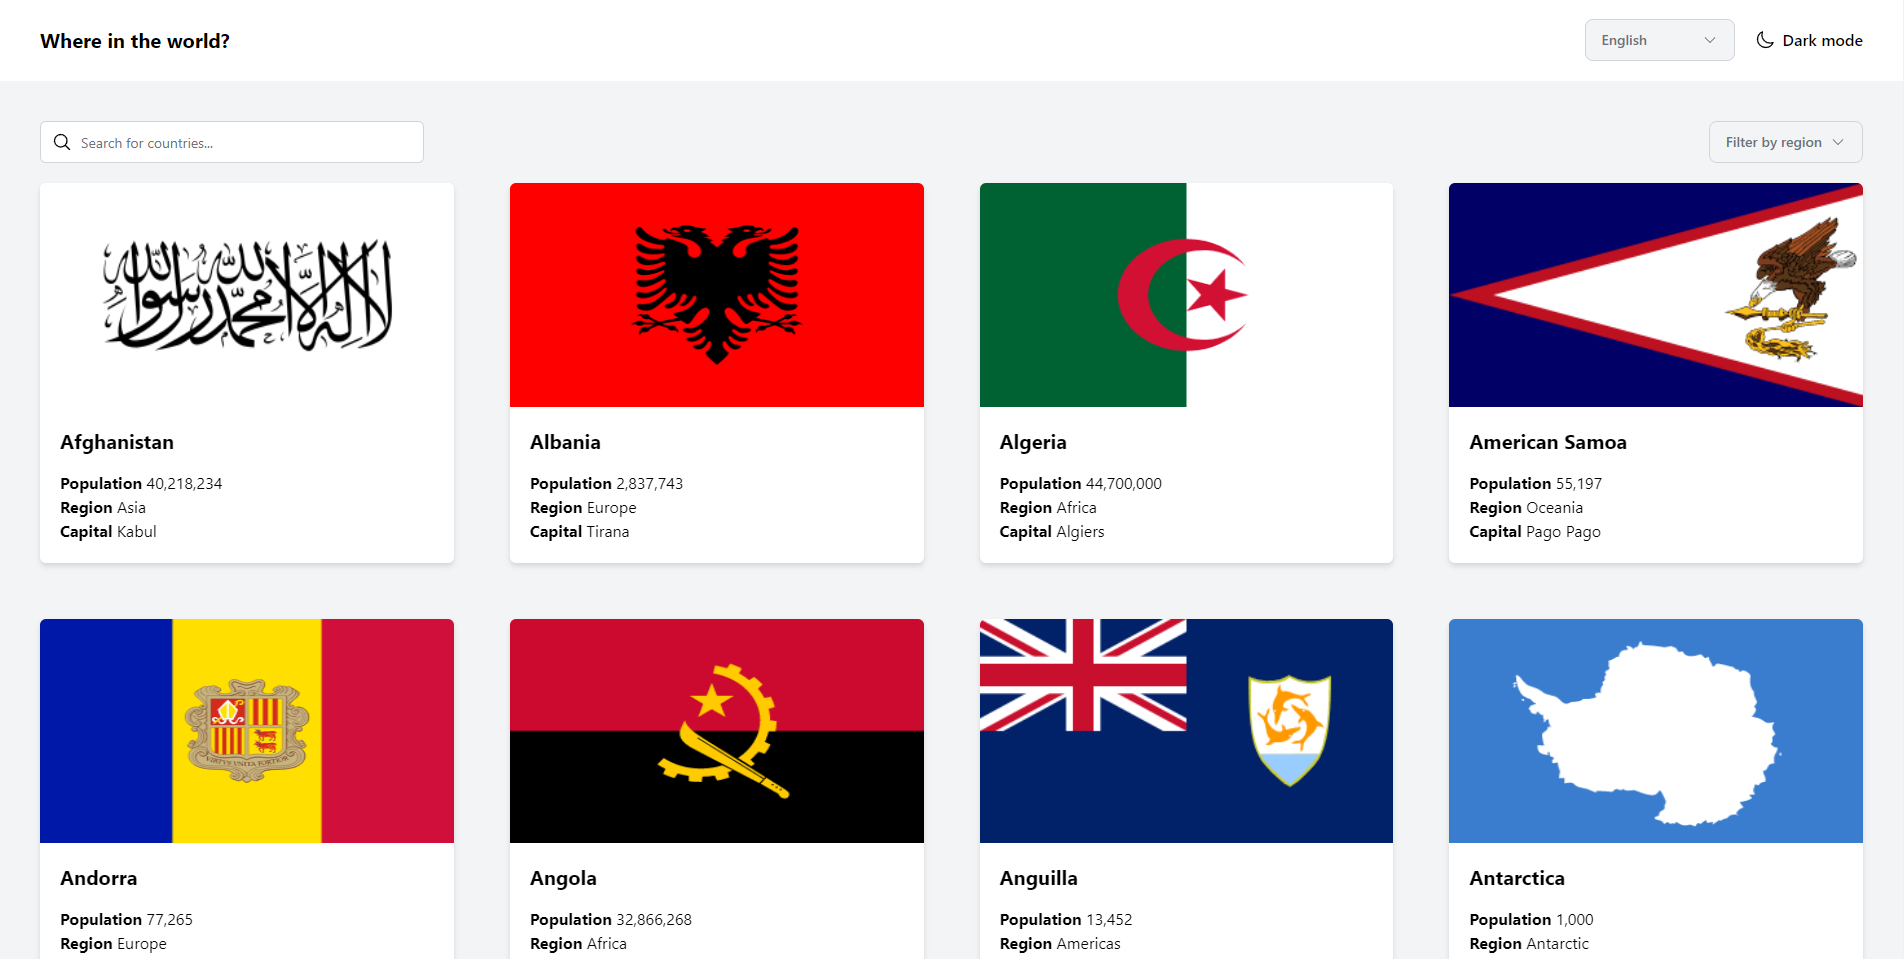 Where in the world?
English
Dark mode
Search for countries...
Filter by region
لا إله إلا الله محمد رسول الله
Afghanistan
Population 40,218,234
Region Asia
Capital Kabul
Albania
Population 2,837,743
Region Europe
Capital Tirana
Algeria
Population 44,700,000
Region Africa
Capital Algiers
American Samoa
Population 55,197
Region Oceania
Capital Pago Pago
VIRTVS VNITA FORTIOR
Andorra
Population 77,265
Region Europe
Angola
Population 32,866,268
Region Africa
Anguilla
Population 13,452
Region Americas
Antarctica
Population 1,000
Region Antarctic